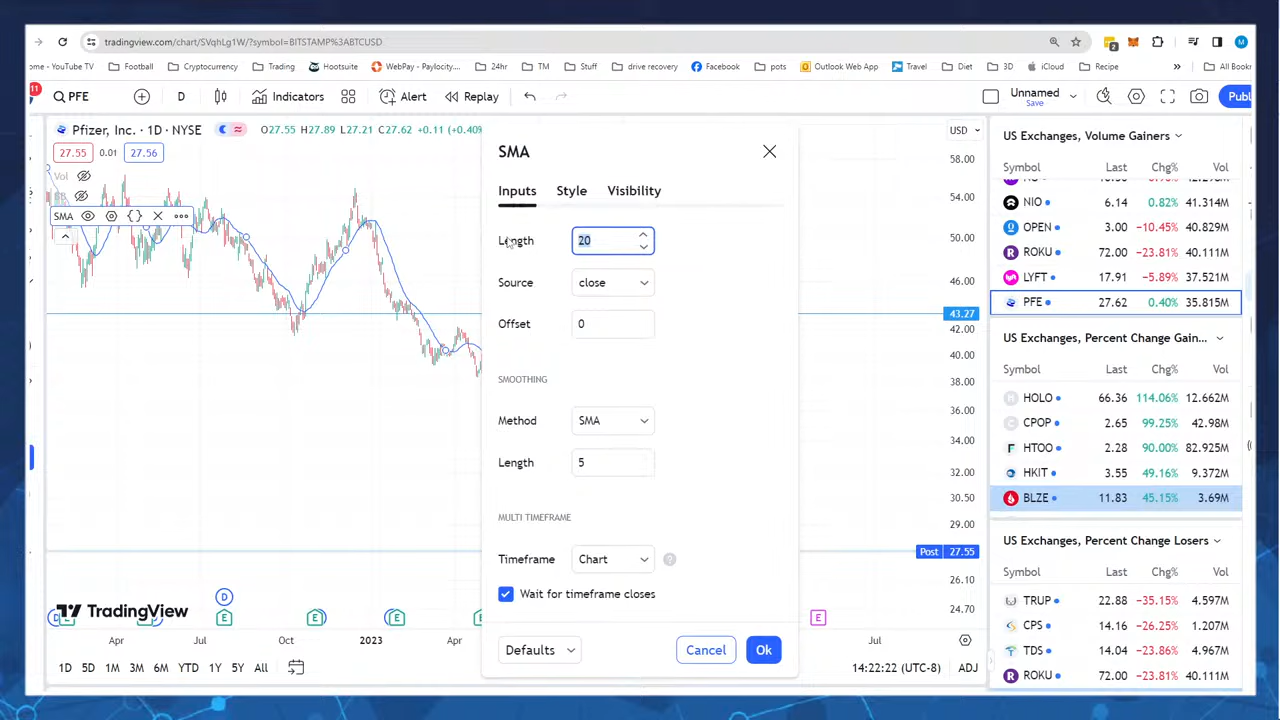 tradingview.com/chart/SVqhLg1W/?symbol=BITSTAMP%3ABTCUSD
2
M
ome - YouTube TV Football Cryptocurrency Trading Hootsuite WebPay - Paylocity... 24hr TM Stuff drive recovery Facebook pots Outlook Web App Travel Diet 3D iCloud Recipe » All Book
11
PFE D Indicators Alert Replay Unnamed Save Publ
Pfizer, Inc. · 1D · NYSE O27.55 H27.89 L27.21 C27.62 +0.11 (+0.40%
27.55 0.01 27.56
Vol
SMA
SMA
Inputs Style Visibility
Length 20
Source close
Offset 0
SMOOTHING
Method SMA
Length 5
MULTI TIMEFRAME
Timeframe Chart ?
Wait for timeframe closes
Defaults Cancel Ok
USD
58.00
54.00
50.00
46.00
43.27
42.00
40.00
38.00
36.00
34.00
32.00
30.50
29.00
Post 27.55
26.10
24.70
US Exchanges, Volume Gainers
Symbol Last Chg% Vol
NIO 6.14 0.82% 41.314M
OPEN 3.00 −10.45% 40.829M
ROKU 72.00 −23.81% 40.111M
LYFT 17.91 −5.89% 37.521M
PFE 27.62 0.40% 35.815M
US Exchanges, Percent Change Gain...
Symbol Last Chg% Vol
HOLO 66.36 114.06% 12.662M
CPOP 2.65 99.25% 42.98M
HTOO 2.28 90.00% 82.925M
HKIT 3.55 49.16% 9.372M
BLZE 11.83 45.15% 3.69M
US Exchanges, Percent Change Losers
Symbol Last Chg% Vol
TRUP 22.88 −35.15% 4.597M
CPS 14.16 −26.25% 1.207M
TDS 14.04 −23.86% 4.967M
ROKU 72.00 −23.81% 40.111M
D
TradingView
D E D E E E E
Apr Jul Oct 2023 Apr Jul
1D 5D 1M 3M 6M YTD 1Y 5Y All
14:22:22 (UTC-8) ADJ